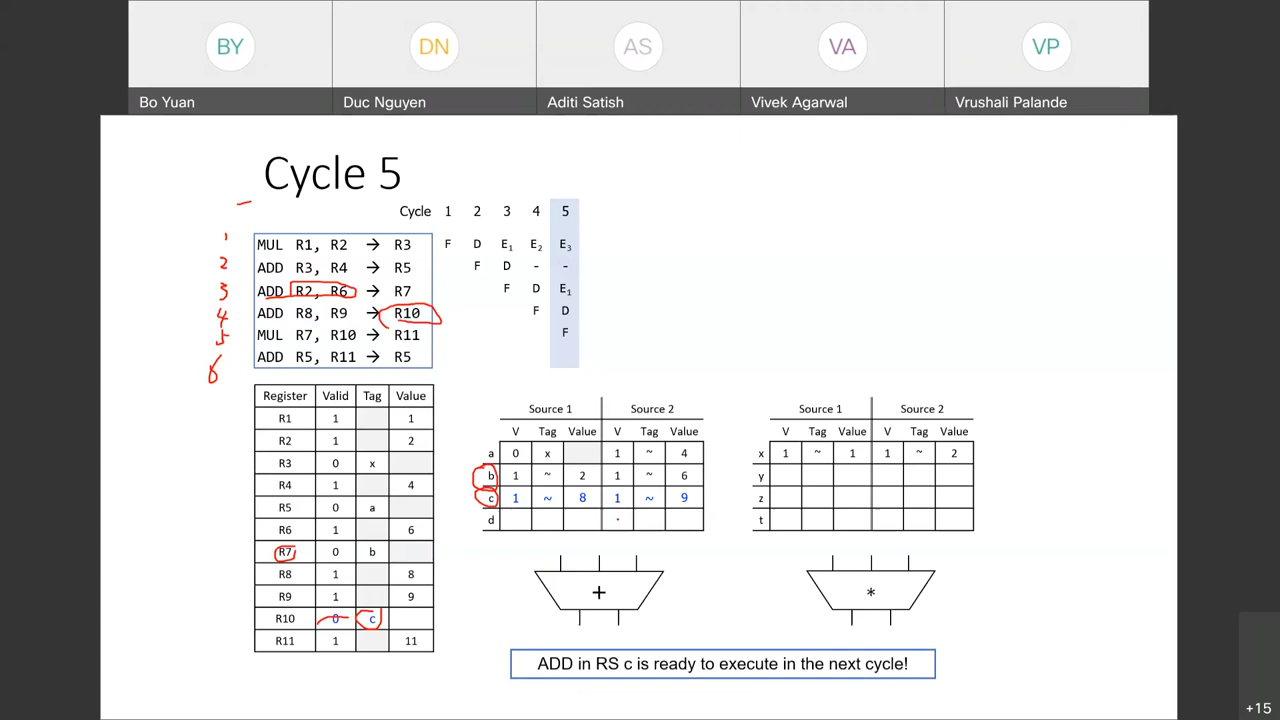 BY DN AS VA VP
Bo Yuan Duc Nguyen Aditi Satish Vivek Agarwal Vrushali Palande
Cycle 5
Cycle 1 2 3 4 5
1 MUL R1, R2 → R3 F D E1 E2 E3
2 ADD R3, R4 → R5 F D - -
3 ADD R2, R6 → R7 F D E1
4 ADD R8, R9 → R10 F D
5 MUL R7, R10 → R11 F
6 ADD R5, R11 → R5
Register Valid Tag Value
R1 1 1
R2 1 2
R3 0 x
R4 1 4
R5 0 a
R6 1 6
R7 0 b
R8 1 8
R9 1 9
R10 0 c
R11 1 11
Source 1 Source 2
V Tag Value V Tag Value
a 0 x 1 ~ 4
b 1 ~ 2 1 ~ 6
c 1 ~ 8 1 ~ 9
d
+
Source 1 Source 2
V Tag Value V Tag Value
x 1 ~ 1 1 ~ 2
y
z
t
*
ADD in RS c is ready to execute in the next cycle!
+15